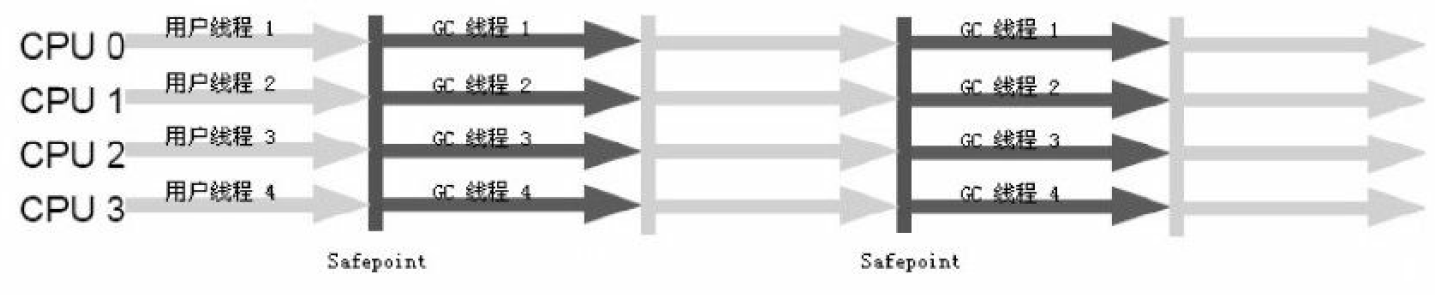 CPU 0 用户线程 1 GC 线程 1 GC 线程 1
CPU 1 用户线程 2 GC 线程 2 GC 线程 2
CPU 2 用户线程 3 GC 线程 3 GC 线程 3
CPU 3 用户线程 4 GC 线程 4 GC 线程 4
Safepoint Safepoint